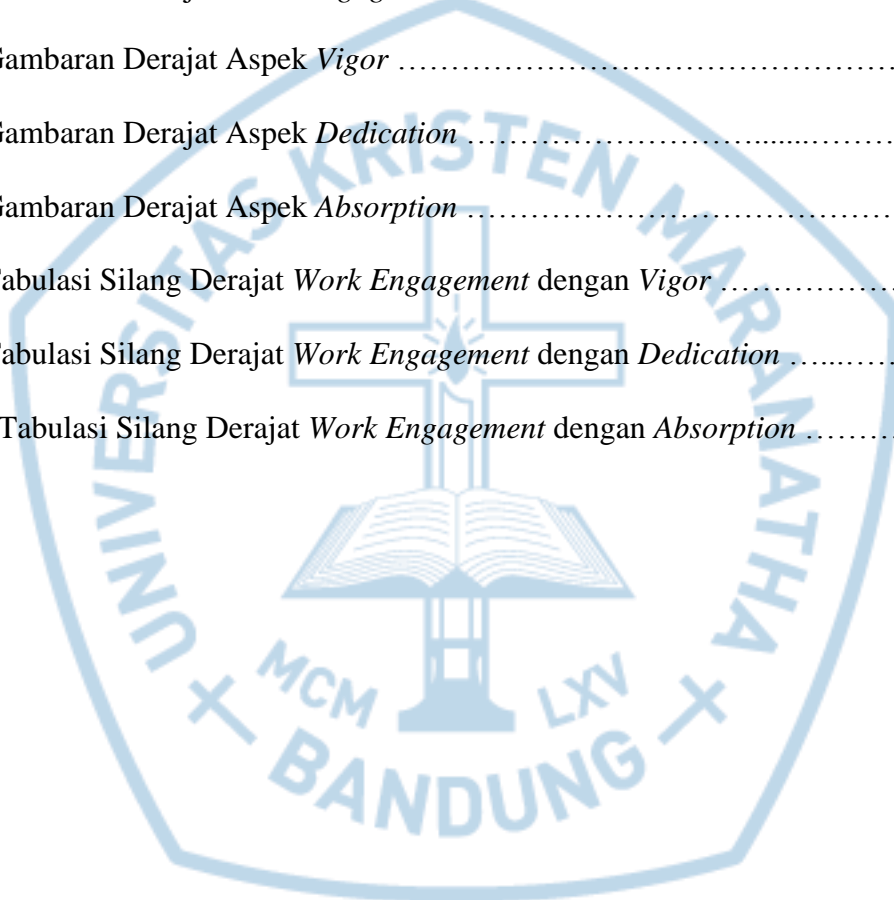 Gambaran Derajat Aspek Vigor ………………………………………………
Gambaran Derajat Aspek Dedication …………………………......………
Gambaran Derajat Aspek Absorption ………………………………………
Tabulasi Silang Derajat Work Engagement dengan Vigor ………………
Tabulasi Silang Derajat Work Engagement dengan Dedication …...……
Tabulasi Silang Derajat Work Engagement dengan Absorption ………
UNIVERSITAS KRISTEN MARANATHA
MCM LXV
BANDUNG